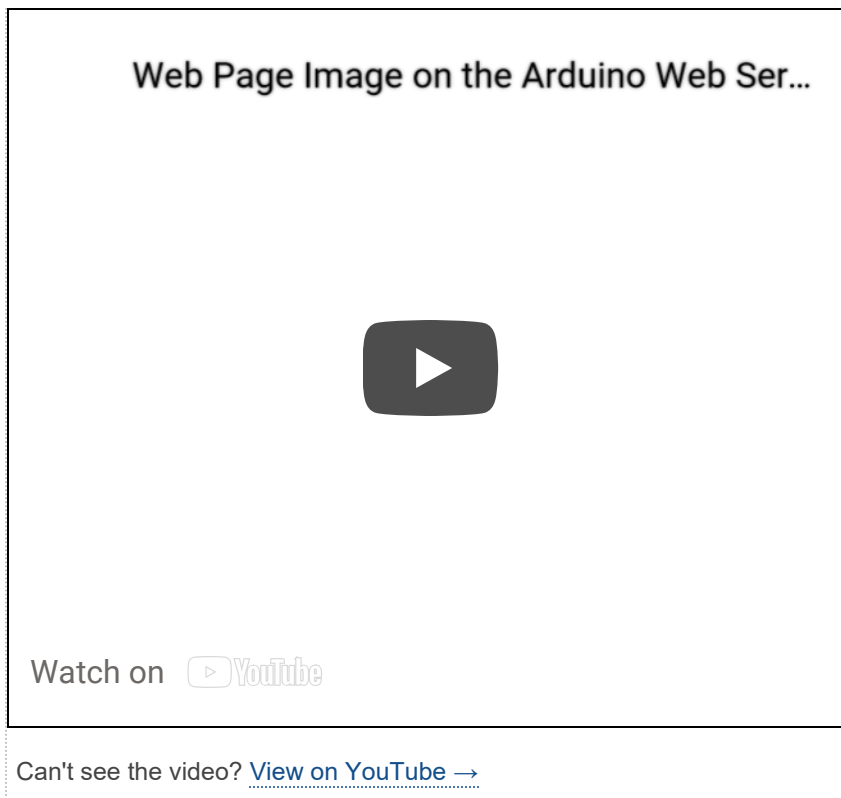 Web Page Image on the Arduino Web Ser...
Watch on YouTube
Can't see the video? View on YouTube →